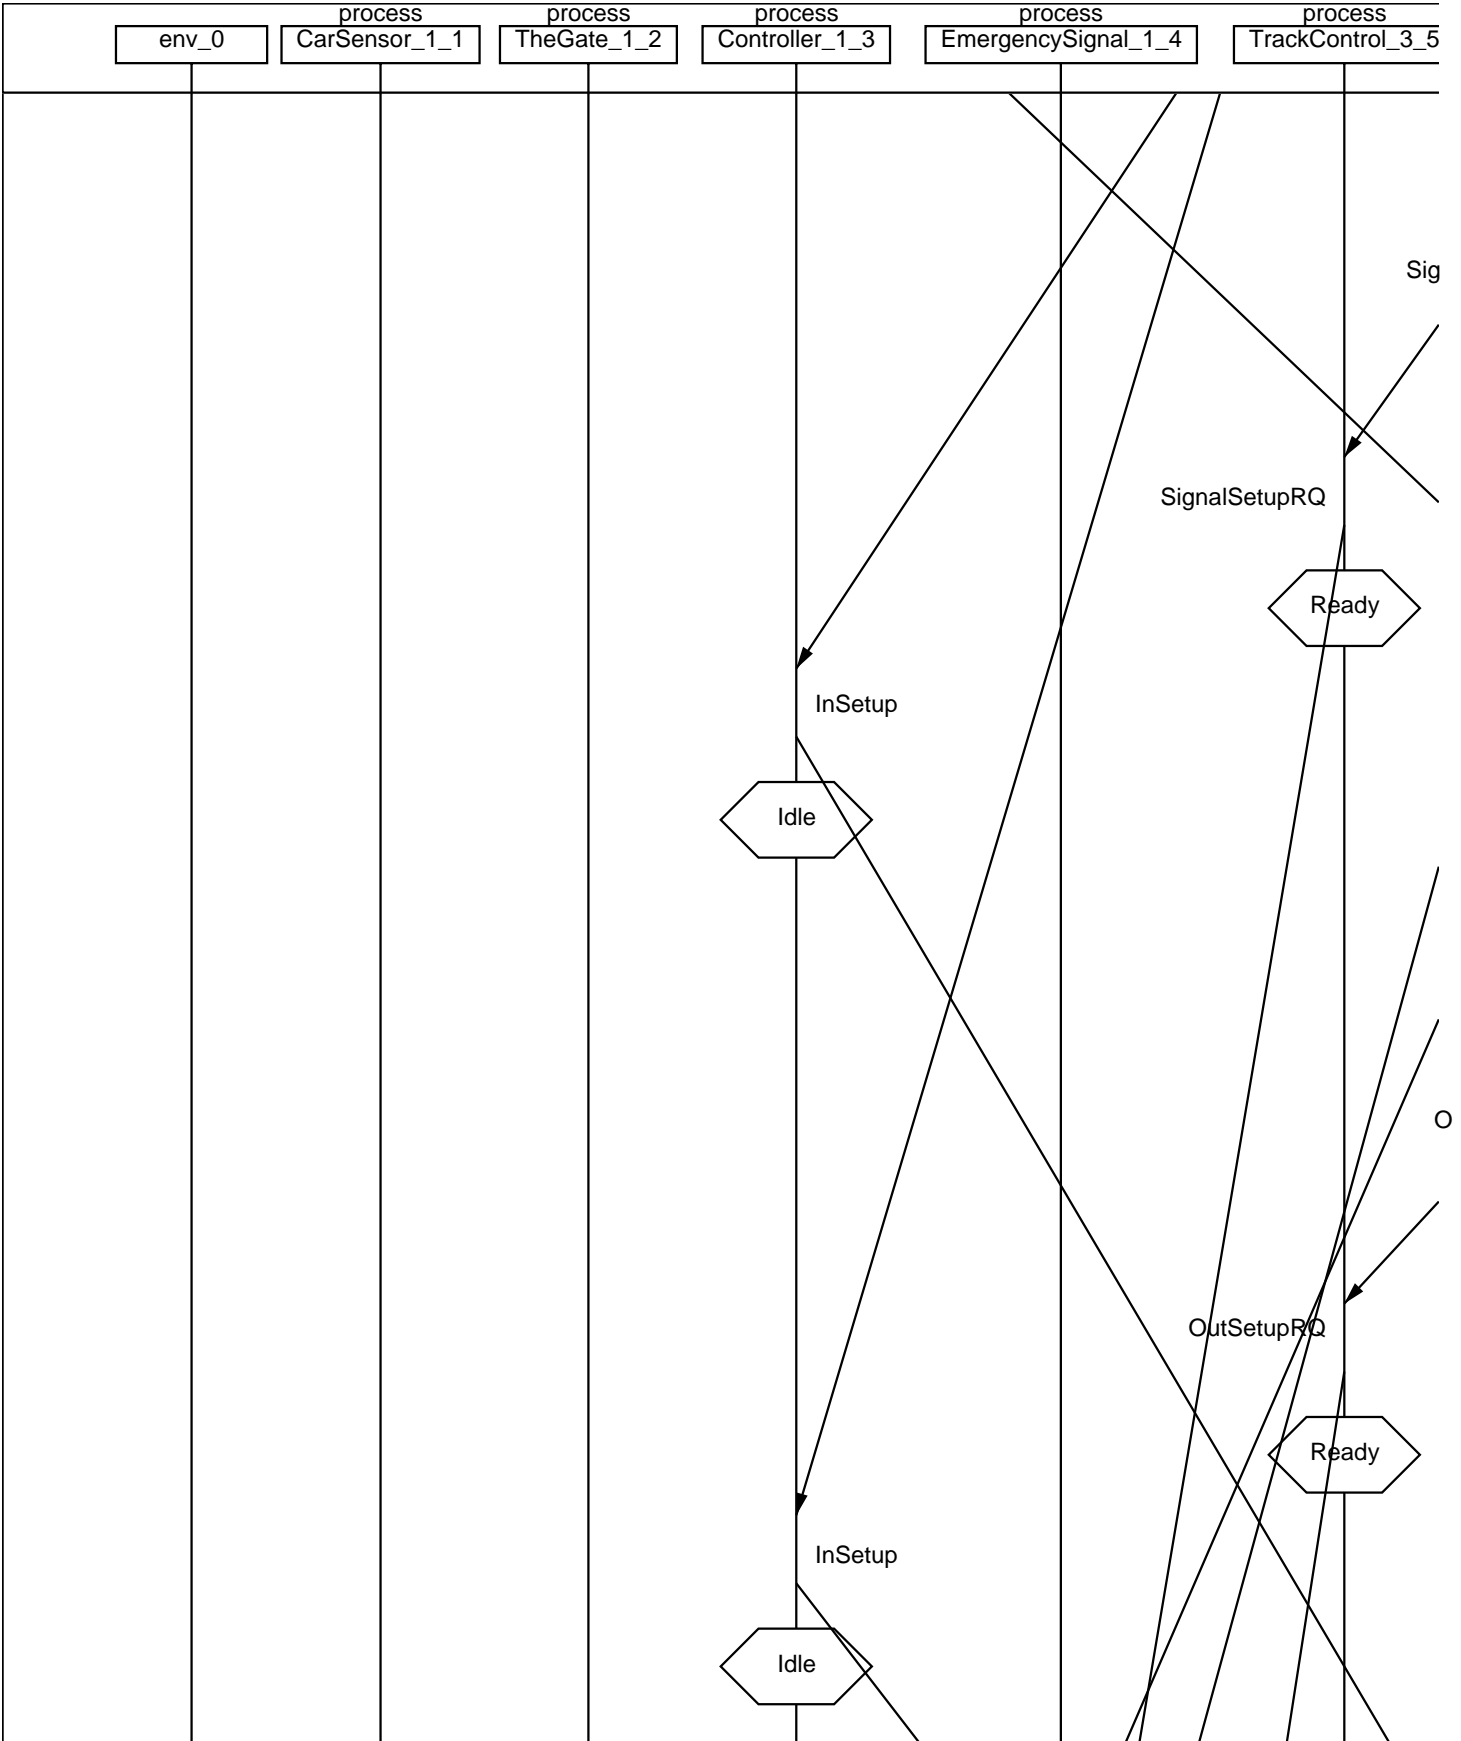 process process process process process
env_0 CarSensor_1_1 TheGate_1_2 Controller_1_3 EmergencySignal_1_4 TrackControl_3_5
Sig
SignalSetupRQ
Ready
InSetup
Idle
O
OutSetupRQ
Ready
InSetup
Idle